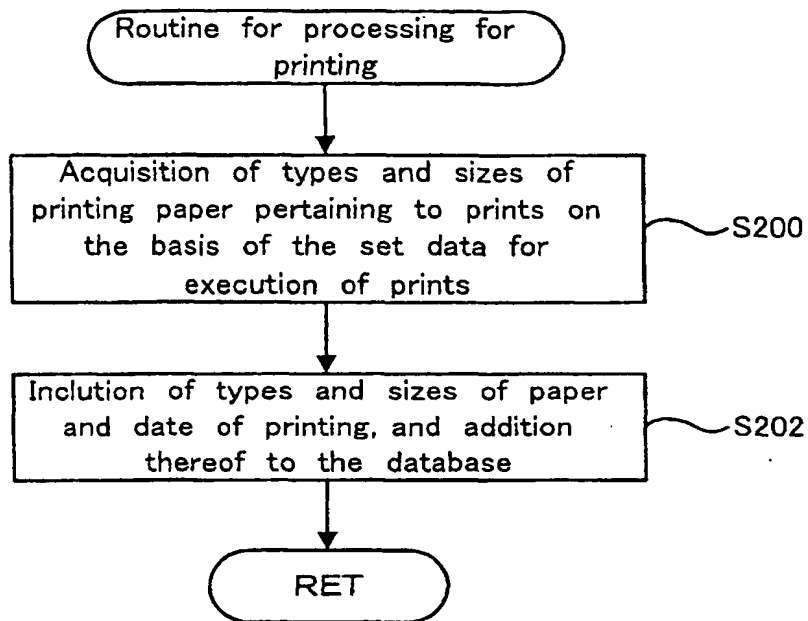 Routine for processing for
printing
Acquisition of types and sizes of
printing paper pertaining to prints on
the basis of the set data for
execution of prints
S200
Inclution of types and sizes of paper
and date of printing, and addition
thereof to the database
S202
RET